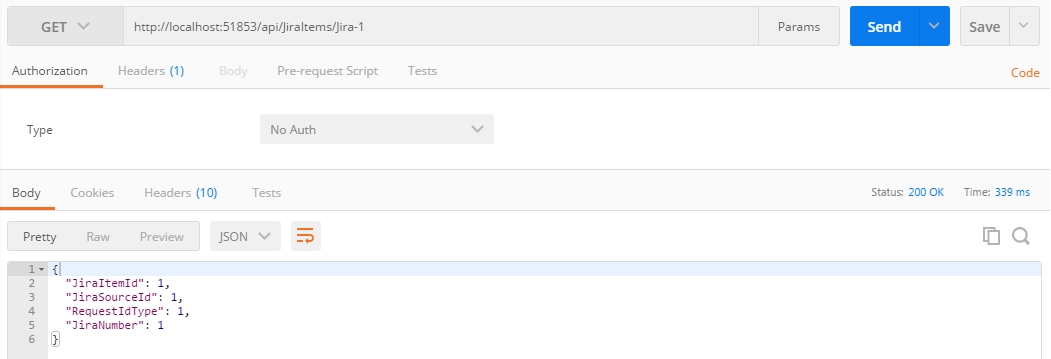 GET http://localhost:51853/api/JiraItems/Jira-1 Params Send Save
Authorization Headers (1) Body Pre-request Script Tests Code
Type No Auth
Body Cookies Headers (10) Tests Status: 200 OK Time: 339 ms
Pretty Raw Preview JSON
1 {
2 "JiraItemId": 1,
3 "JiraSourceId": 1,
4 "RequestIdType": 1,
5 "JiraNumber": 1
6 }